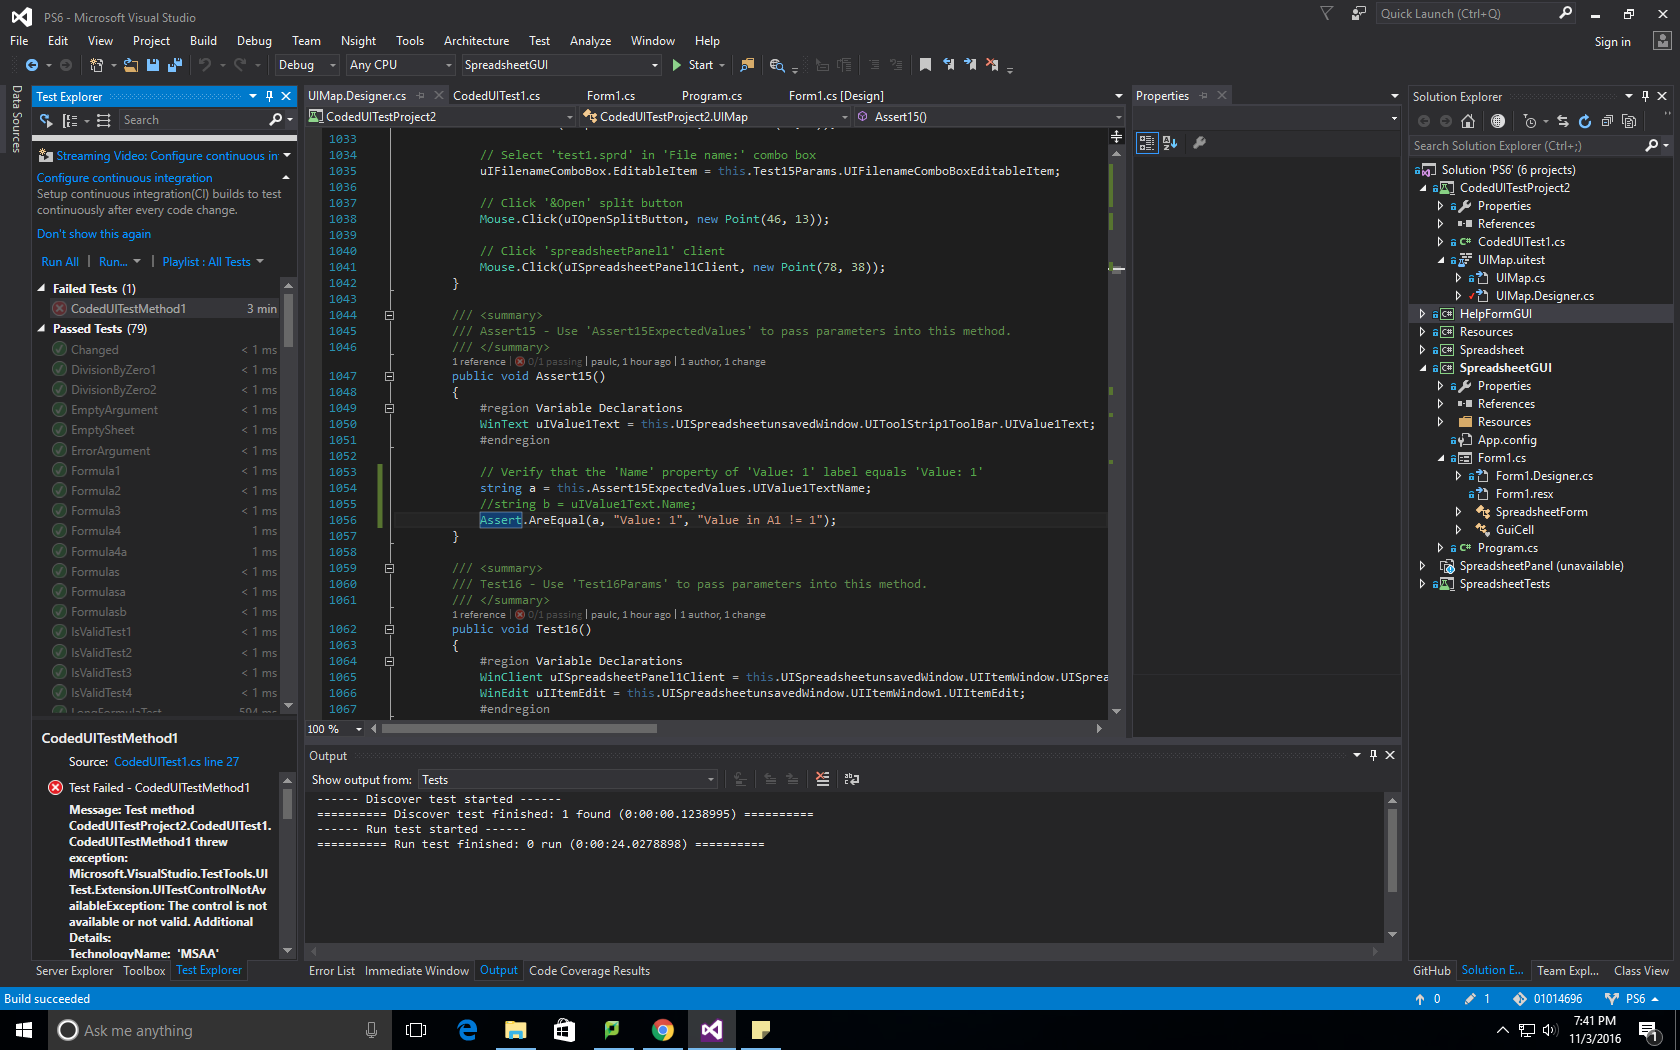 PS6 - Microsoft Visual Studio
Quick Launch (Ctrl+Q)
File Edit View Project Build Debug Team Nsight Tools Architecture Test Analyze Window Help
Sign in
Debug Any CPU SpreadsheetGUI Start
Data Sources
Test Explorer
Search
Streaming Video: Configure continuous in
Configure continuous integration
Setup continuous integration(CI) builds to test
continuously after every code change.
Don't show this again
Run All | Run... | Playlist : All Tests
Failed Tests (1)
CodedUITestMethod1 3 min
Passed Tests (79)
Changed < 1 ms
DivisionByZero1 < 1 ms
DivisionByZero2 < 1 ms
EmptyArgument < 1 ms
EmptySheet < 1 ms
ErrorArgument < 1 ms
Formula1 < 1 ms
Formula2 < 1 ms
Formula3 < 1 ms
Formula4 1 ms
Formula4a < 1 ms
Formulas < 1 ms
Formulasa < 1 ms
Formulasb < 1 ms
IsValidTest1 < 1 ms
IsValidTest2 < 1 ms
IsValidTest3 < 1 ms
IsValidTest4 < 1 ms
LongFormulaTest 594 ms
CodedUITestMethod1
Source: CodedUITest1.cs line 27
Test Failed - CodedUITestMethod1
Message: Test method
CodedUITestProject2.CodedUITest1.
CodedUITestMethod1 threw
exception:
Microsoft.VisualStudio.TestTools.UI
Test.Extension.UITestControlNotAv
ailableException: The control is not
available or not valid. Additional
Details:
TechnologyName: 'MSAA'
Server Explorer Toolbox Test Explorer
UIMap.Designer.cs CodedUITest1.cs Form1.cs Program.cs Form1.cs [Design]
CodedUITestProject2 CodedUITestProject2.UIMap Assert15()
1033
1034 // Select 'test1.sprd' in 'File name:' combo box
1035 uIFilenameComboBox.EditableItem = this.Test15Params.UIFilenameComboBoxEditableItem;
1036
1037 // Click '&Open' split button
1038 Mouse.Click(uIOpenSplitButton, new Point(46, 13));
1039
1040 // Click 'spreadsheetPanel1' client
1041 Mouse.Click(uISpreadsheetPanel1Client, new Point(78, 38));
1042 }
1043
1044 /// <summary>
1045 /// Assert15 - Use 'Assert15ExpectedValues' to pass parameters into this method.
1046 /// </summary>
1 reference | 0/1 passing | paulc, 1 hour ago | 1 author, 1 change
1047 public void Assert15()
1048 {
1049 #region Variable Declarations
1050 WinText uIValue1Text = this.UISpreadsheetunsavedWindow.UIToolStrip1ToolBar.UIValue1Text;
1051 #endregion
1052
1053 // Verify that the 'Name' property of 'Value: 1' label equals 'Value: 1'
1054 string a = this.Assert15ExpectedValues.UIValue1TextName;
1055 //string b = uIValue1Text.Name;
1056 Assert.AreEqual(a, "Value: 1", "Value in A1 != 1");
1057 }
1058
1059 /// <summary>
1060 /// Test16 - Use 'Test16Params' to pass parameters into this method.
1061 /// </summary>
1 reference | 0/1 passing | paulc, 1 hour ago | 1 author, 1 change
1062 public void Test16()
1063 {
1064 #region Variable Declarations
1065 WinClient uISpreadsheetPanel1Client = this.UISpreadsheetunsavedWindow.UIItemWindow.UISprea
1066 WinEdit uIItemEdit = this.UISpreadsheetunsavedWindow.UIItemWindow1.UIItemEdit;
1067 #endregion
100 %
Output
Show output from: Tests
------ Discover test started ------
========== Discover test finished: 1 found (0:00:00.1238995) ==========
------ Run test started ------
========== Run test finished: 0 run (0:00:24.0278898) ==========
Error List Immediate Window Output Code Coverage Results
Properties
Solution Explorer
Search Solution Explorer (Ctrl+;)
Solution 'PS6' (6 projects)
CodedUITestProject2
Properties
References
CodedUITest1.cs
UIMap.uitest
UIMap.cs
UIMap.Designer.cs
HelpFormGUI
Resources
Spreadsheet
SpreadsheetGUI
Properties
References
Resources
App.config
Form1.cs
Form1.Designer.cs
Form1.resx
SpreadsheetForm
GuiCell
Program.cs
SpreadsheetPanel (unavailable)
SpreadsheetTests
GitHub Solution E... Team Expl... Class View
Build succeeded
0 1 01014696 PS6
Ask me anything
7:41 PM
11/3/2016
1